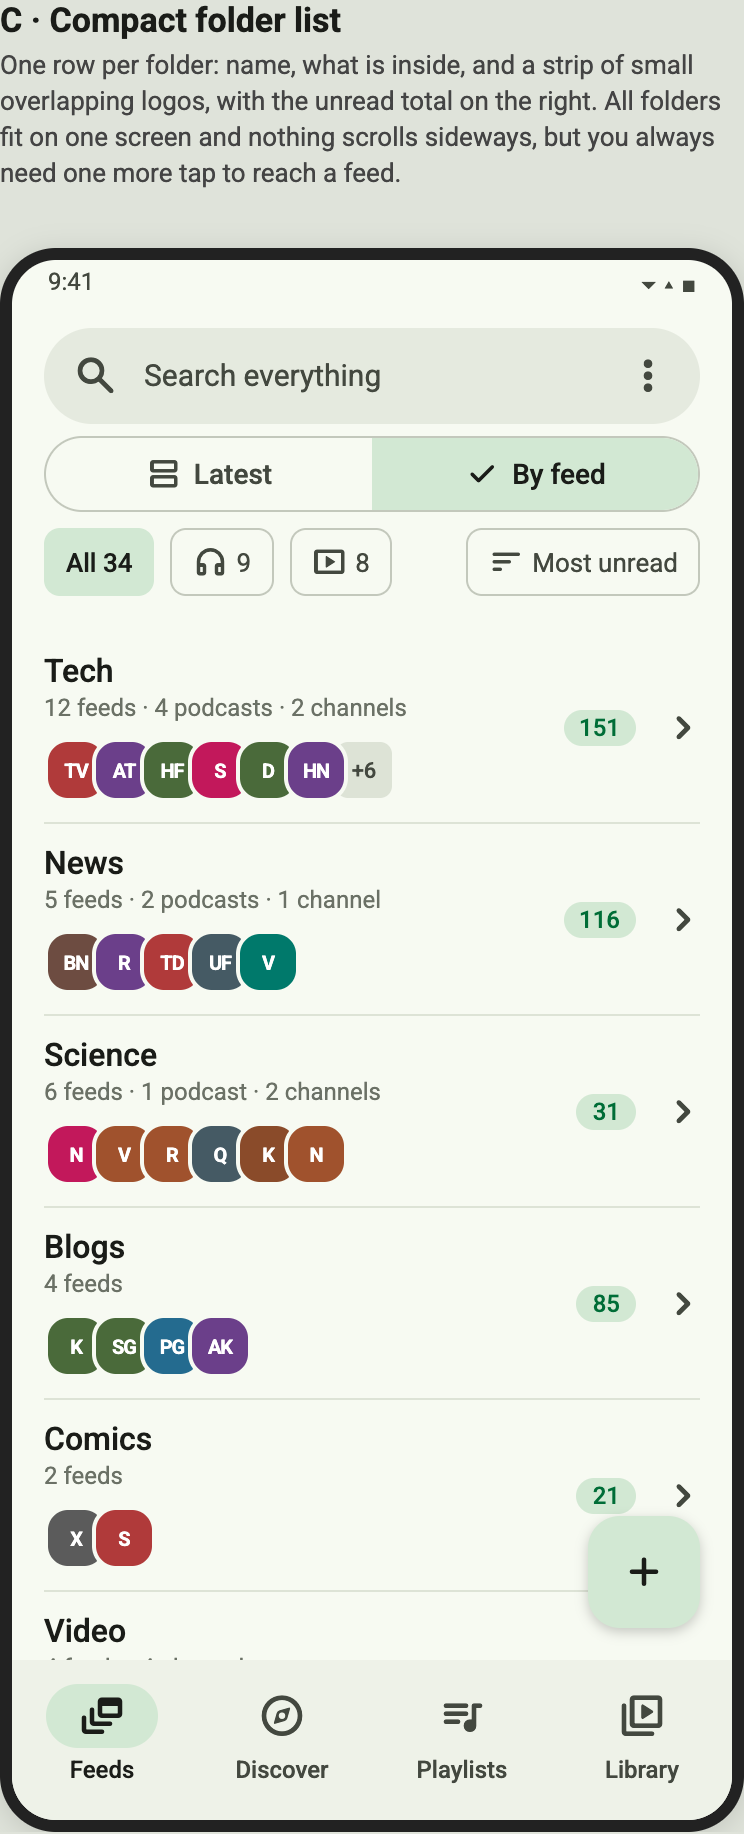 C · Compact folder list
One row per folder: name, what is inside, and a strip of small
overlapping logos, with the unread total on the right. All folders
fit on one screen and nothing scrolls sideways, but you always
need one more tap to reach a feed.
9:41
Search everything
Latest
By feed
All 34
9
8
Most unread
Tech
12 feeds · 4 podcasts · 2 channels
151
TV AT HF S D HN +6
News
5 feeds · 2 podcasts · 1 channel
116
BN R TD UF V
Science
6 feeds · 1 podcast · 2 channels
31
N V R Q K N
Blogs
4 feeds
85
K SG PG AK
Comics
2 feeds
21
X S
Video
Feeds
Discover
Playlists
Library